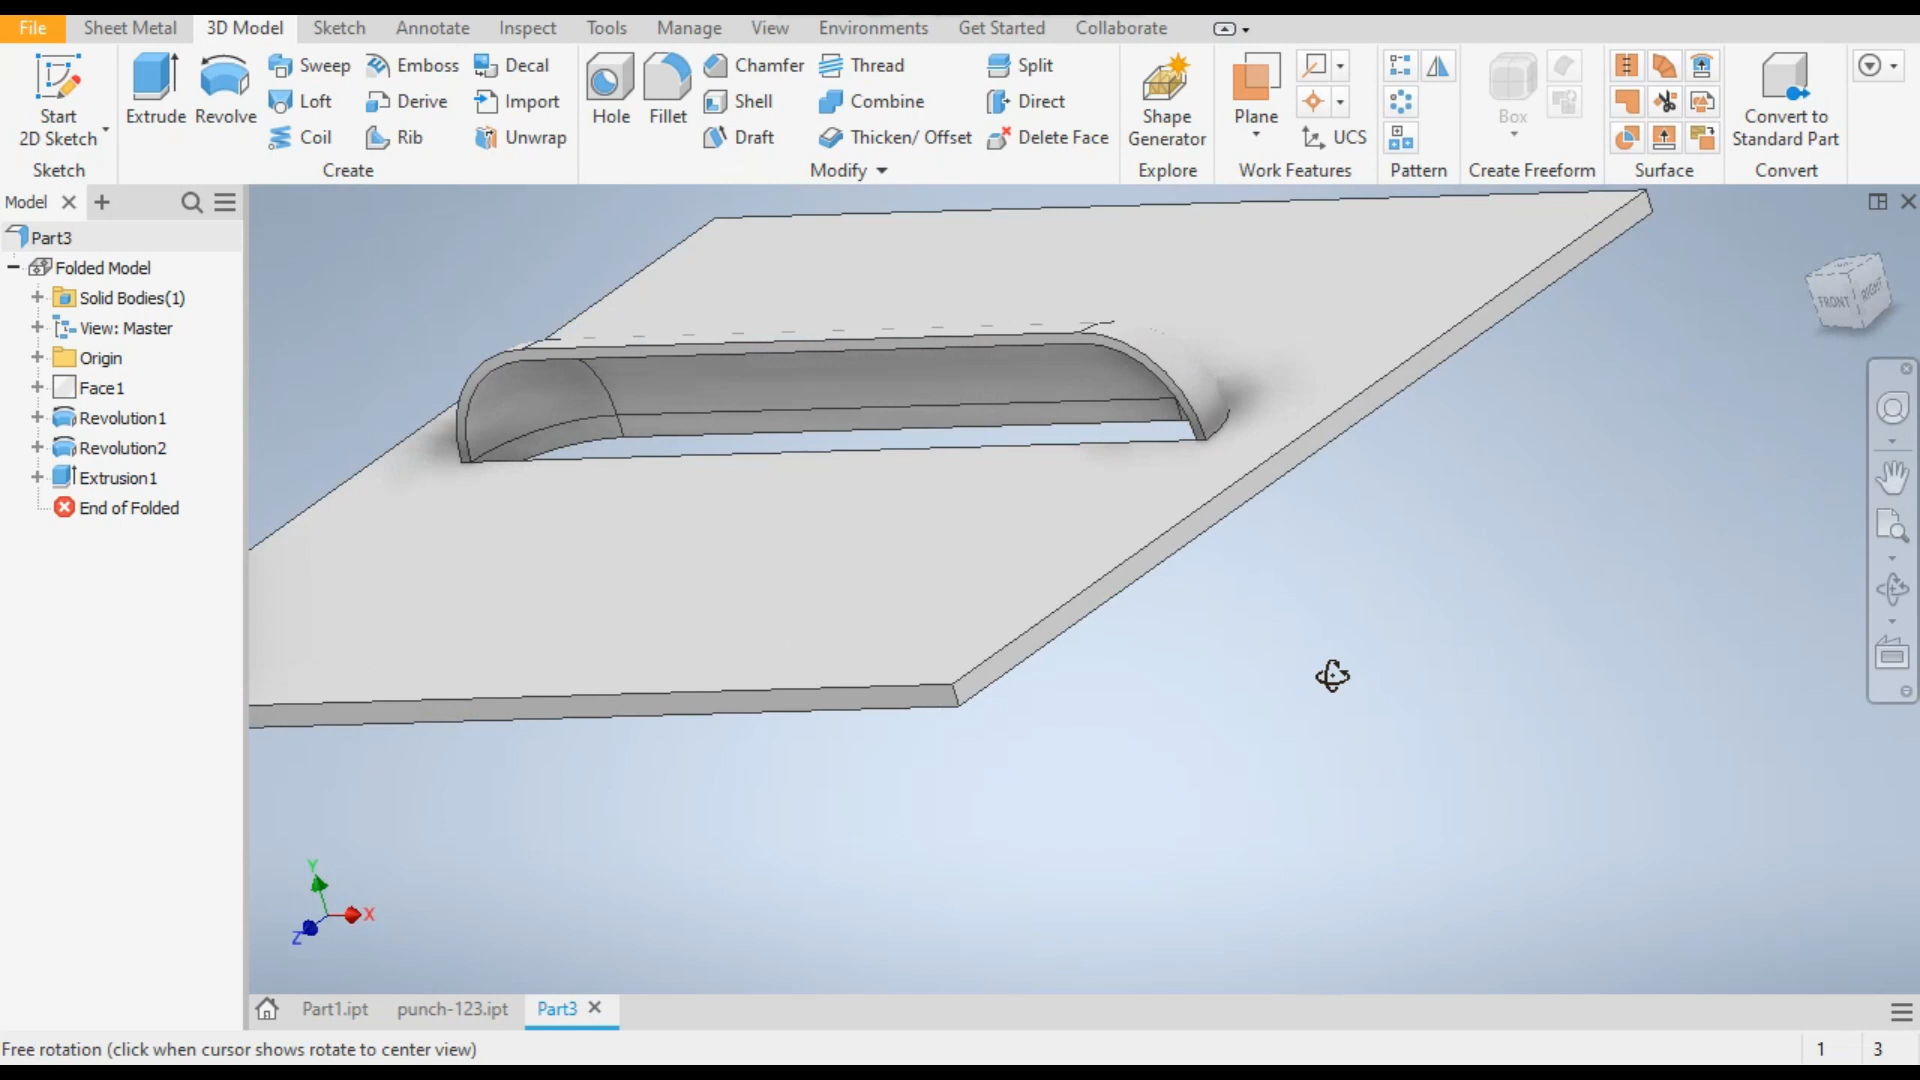 File Sheet Metal 3D Model Sketch Annotate Inspect Tools Manage View Environments Get Started Collaborate
Start
2D Sketch
Sketch
Extrude
Revolve
Sweep
Loft
Coil
Emboss
Derive
Rib
Decal
Import
Unwrap
Create
Hole
Fillet
Chamfer
Shell
Draft
Thread
Combine
Thicken/ Offset
Split
Direct
Delete Face
Modify
Shape
Generator
Explore
Plane
UCS
Work Features
Pattern
Box
Create Freeform
Surface
Convert to
Standard Part
Convert
Model
Part3
Folded Model
Solid Bodies(1)
View: Master
Origin
Face1
Revolution1
Revolution2
Extrusion1
End of Folded
FRONT
RIGHT
Y
X
Z
Part1.ipt punch-123.ipt Part3
Free rotation (click when cursor shows rotate to center view)
1 3